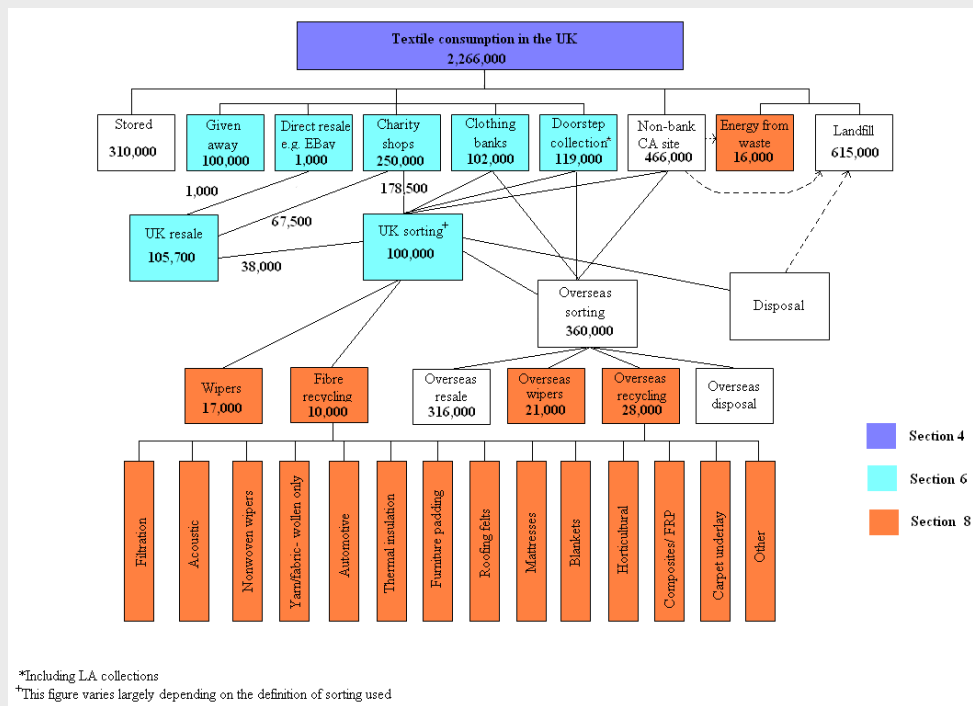 Textile consumption in the UK
2,266,000
Stored
310,000
Given
away
100,000
Direct resale
e.g. EBay
1,000
Charity
shops
250,000
Clothing
banks
102,000
Doorstep
collection*
119,000
Non-bank
CA site
466,000
Energy from
waste
16,000
Landfill
615,000
1,000
178,500
67,500
38,000
UK resale
105,700
UK sorting+
100,000
Overseas
sorting
360,000
Disposal
Wipers
17,000
Fibre
recycling
10,000
Overseas
resale
316,000
Overseas
wipers
21,000
Overseas
recycling
28,000
Overseas
disposal
Section 4
Section 6
Section 8
Filtration
Acoustic
Nonwoven wipers
Yarn/fabric- wollen only
Automotive
Thermal insulation
Furniture padding
Roofing felts
Mattresses
Blankets
Horticultural
Composites/ FRP
Carpet underlay
Other
*Including LA collections
+This figure varies largely depending on the definition of sorting used